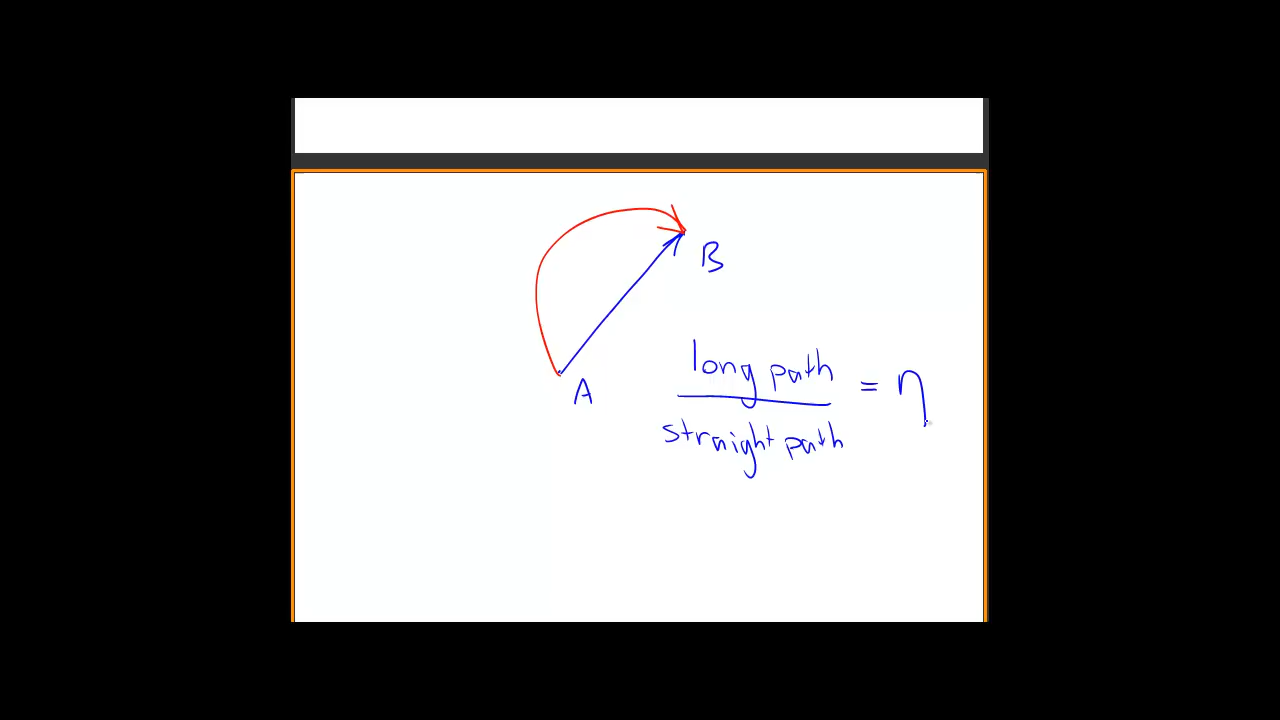 B
A
long path
straight path
= η